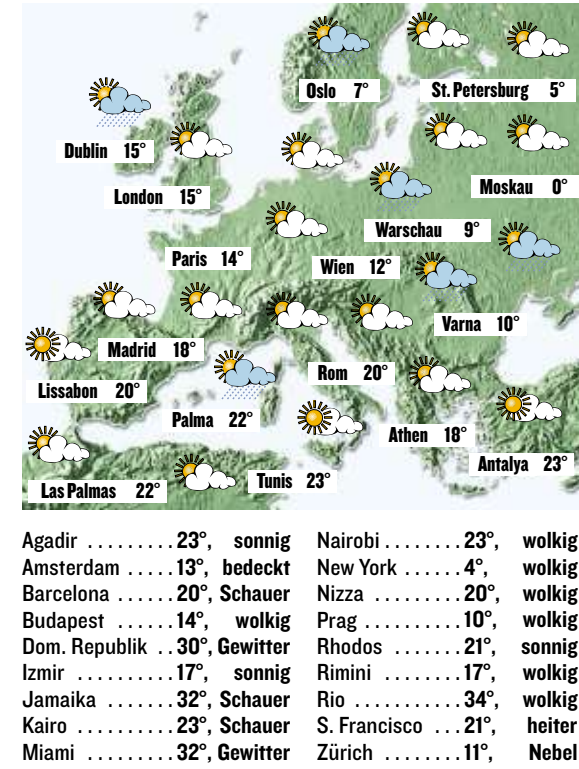 Oslo 7°
St. Petersburg 5°
Dublin 15°
London 15°
Moskau 0°
Warschau 9°
Paris 14°
Wien 12°
Varna 10°
Madrid 18°
Rom 20°
Lissabon 20°
Palma 22°
Athen 18°
Antalya 23°
Tunis 23°
Las Palmas 22°
Agadir ......... 23°, sonnig
Amsterdam ..... 13°, bedeckt
Barcelona ...... 20°, Schauer
Budapest ...... 14°, wolkig
Dom. Republik .. 30°, Gewitter
Izmir .......... 17°, sonnig
Jamaika ........ 32°, Schauer
Kairo .......... 23°, Schauer
Miami ......... 32°, Gewitter
Nairobi ........ 23°, wolkig
New York ...... 4°, wolkig
Nizza .......... 20°, wolkig
Prag ........... 10°, wolkig
Rhodos ........ 21°, sonnig
Rimini ......... 17°, wolkig
Rio ............ 34°, wolkig
S. Francisco ... 21°, heiter
Zürich ......... 11°, Nebel